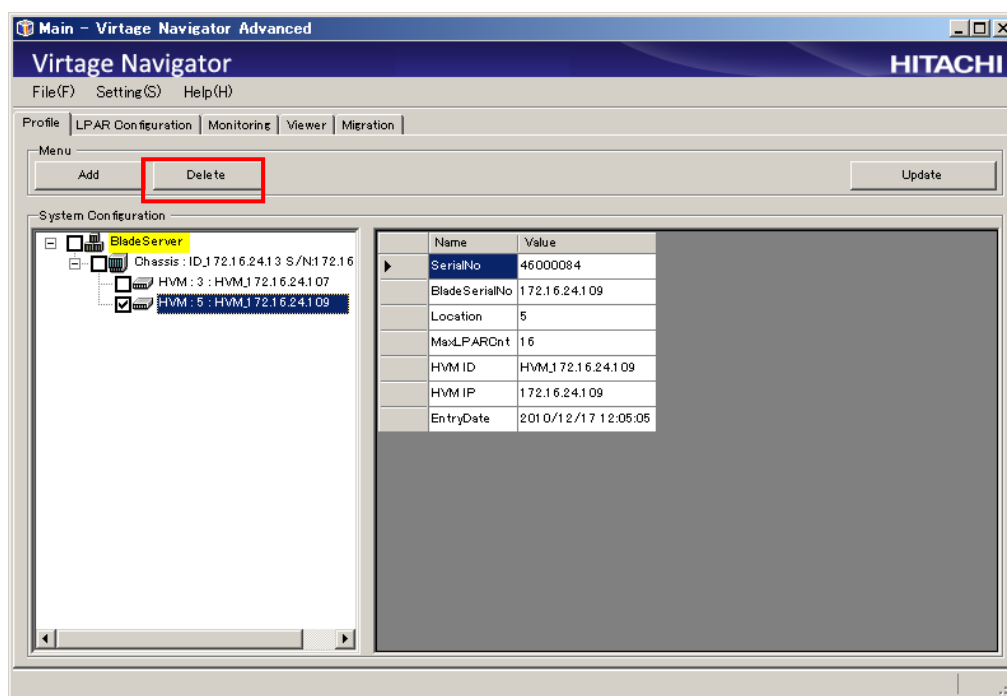 Main - Virtage Navigator Advanced
Virtage Navigator
HITACHI
File(F) Setting(S) Help(H)
Profile LPAR Configuration Monitoring Viewer Migration
Menu
Add Delete Update
System Configuration
BladeServer
Chassis : ID_172.16.24.13 S/N:172.16
HVM : 3 : HVM_172.16.24.107
HVM : 5 : HVM_172.16.24.109
Name Value
SerialNo 46000084
BladeSerialNo 172.16.24.109
Location 5
MaxLPARCnt 16
HVM ID HVM_172.16.24.109
HVM IP 172.16.24.109
EntryDate 2010/12/17 12:05:05